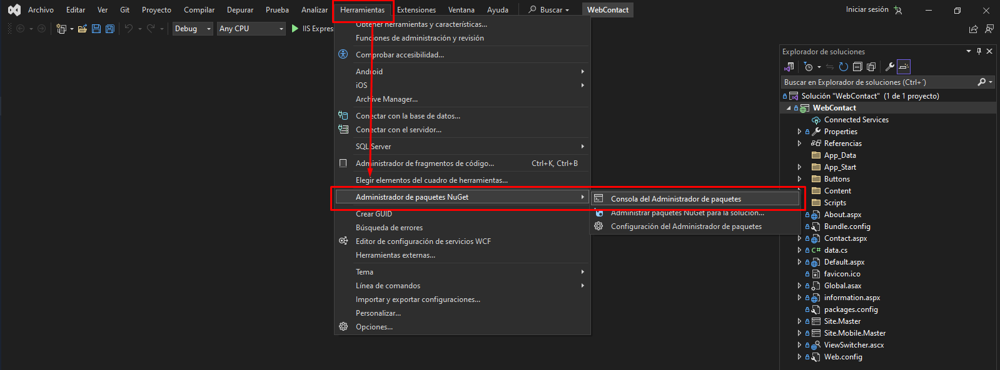 Archivo Editar Ver Git Proyecto Compilar Depurar Prueba Analizar Herramientas Extensiones Ventana Ayuda Buscar WebContact Iniciar sesión
Debug Any CPU IIS Expres
Obtener herramientas y características...
Funciones de administración y revisión
Comprobar accesibilidad...
Android
iOS
Archive Manager...
Conectar con la base de datos...
Conectar con el servidor...
SQL Server
Administrador de fragmentos de código... Ctrl+K, Ctrl+B
Elegir elementos del cuadro de herramientas...
Administrador de paquetes NuGet
Crear GUID
Búsqueda de errores
Editor de configuración de servicios WCF
Herramientas externas...
Tema
Línea de comandos
Importar y exportar configuraciones...
Personalizar...
Opciones...
Consola del Administrador de paquetes
Administrar paquetes NuGet para la solución...
Configuración del Administrador de paquetes
Explorador de soluciones
Buscar en Explorador de soluciones (Ctrl+´)
Solución "WebContact" (1 de 1 proyecto)
WebContact
Connected Services
Properties
Referencias
App_Data
App_Start
Buttons
Content
Scripts
About.aspx
Bundle.config
Contact.aspx
C# data.cs
Default.aspx
favicon.ico
Global.asax
information.aspx
packages.config
Site.Master
Site.Mobile.Master
ViewSwitcher.ascx
Web.config